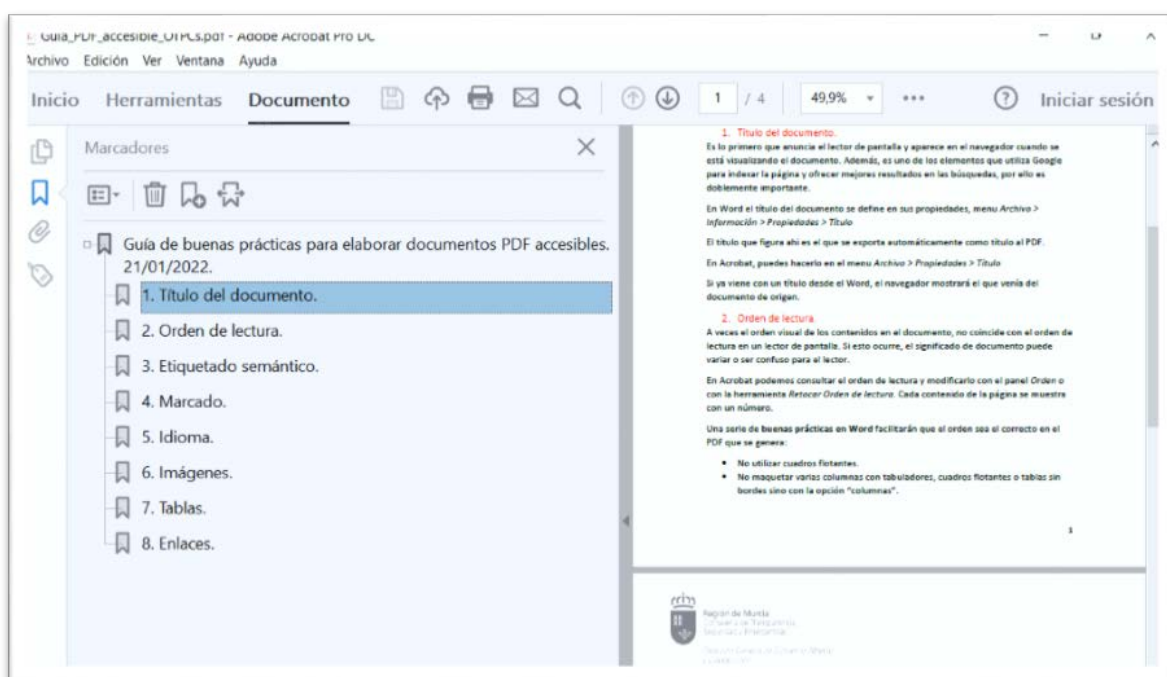 Guia_PDF_accesible_OTPCs.pdf - Adobe Acrobat Pro DC
Archivo Edición Ver Ventana Ayuda
Inicio Herramientas Documento 1 / 4 49,9% Iniciar sesión
Marcadores
Guía de buenas prácticas para elaborar documentos PDF accesibles.
21/01/2022.
1. Título del documento.
2. Orden de lectura.
3. Etiquetado semántico.
4. Marcado.
5. Idioma.
6. Imágenes.
7. Tablas.
8. Enlaces.
1. Título del documento.
Es lo primero que anuncia el lector de pantalla y aparece en el navegador cuando se
está visualizando el documento. Además, es uno de los elementos que utiliza Google
para indexar la página y ofrecer mejores resultados en las búsquedas, por ello es
doblemente importante.
En Word el título del documento se define en sus propiedades, menu Archivo >
Información > Propiedades > Título
El título que figura ahi es el que se exporta automáticamente como título al PDF.
En Acrobat, puedes hacerlo en el menu Archivo > Propiedades > Título
Si ya viene con un título desde el Word, el navegador mostrará el que venía del
documento de origen.
2. Orden de lectura.
A veces el orden visual de los contenidos en el documento, no coincide con el orden de
lectura en un lector de pantalla. Si esto ocurre, el significado de documento puede
variar o ser confuso para el lector.
En Acrobat podemos consultar el orden de lectura y modificarlo con el panel Orden o
con la herramienta Retocar Orden de lectura. Cada contenido de la página se muestra
con un número.
Una serie de buenas prácticas en Word facilitarán que el orden sea el correcto en el
PDF que se genera:
No utilizar cuadros flotantes.
No maquetar varias columnas con tabuladores, cuadros flotantes o tablas sin
bordes sino con la opción "columnas".
1
Región de Murcia